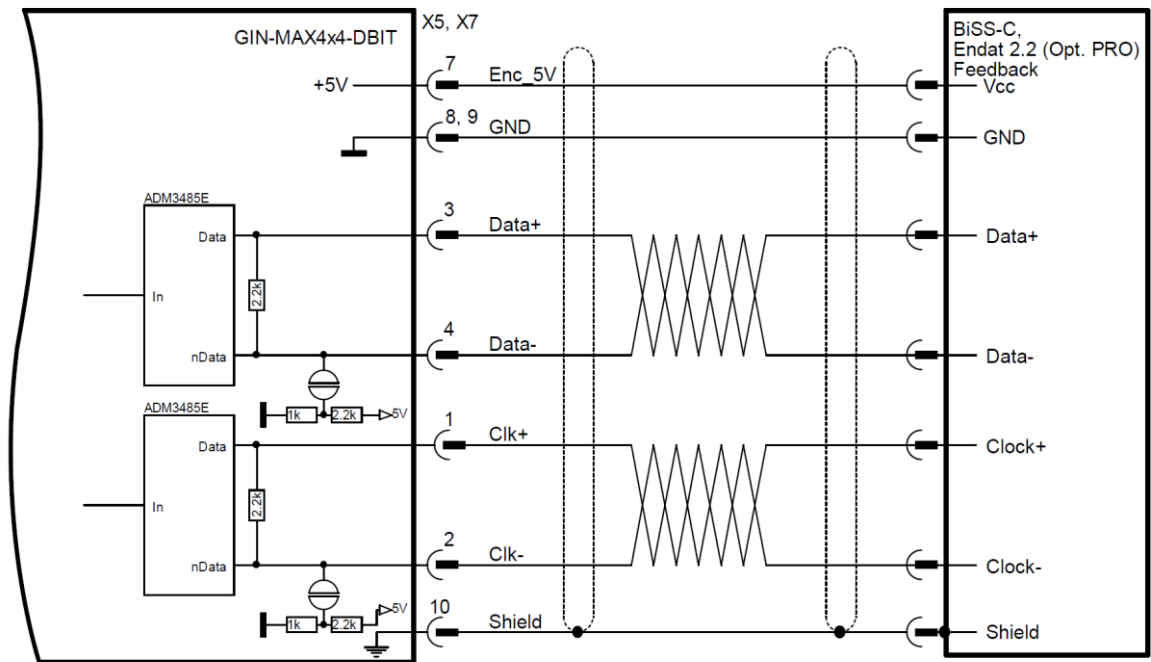 GIN-MAX4x4-DBIT
X5, X7
BiSS-C,
Endat 2.2 (Opt. PRO)
Feedback
+5V
7
Enc_5V
Vcc
8, 9
GND
GND
ADM3485E
Data
3
Data+
Data+
2.2k
In
nData
4
Data-
Data-
1k
2.2k
5V
ADM3485E
Data
1
Clk+
Clock+
2.2k
In
nData
2
Clk-
Clock-
1k
2.2k
5V
10
Shield
Shield